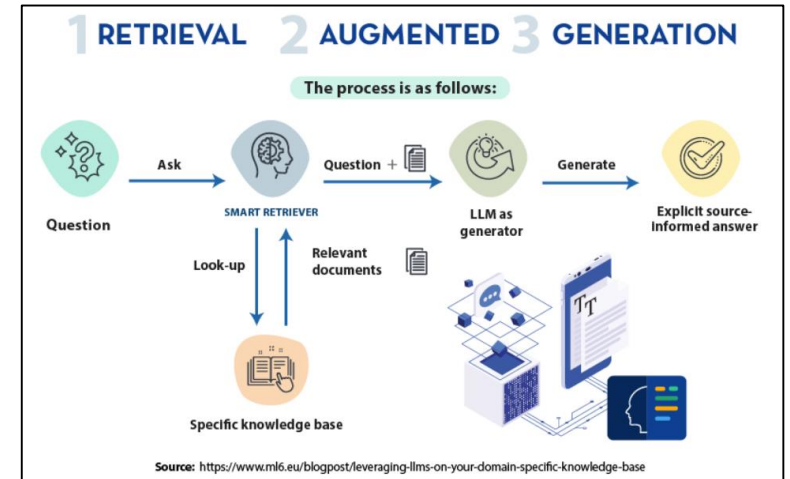 1 RETRIEVAL 2 AUGMENTED 3 GENERATION
The process is as follows:
Ask
Question +
Generate
Question
SMART RETRIEVER
LLM as
generator
Explicit source-
informed answer
Look-up
Relevant
documents
TT
Specific knowledge base
Source: https://www.ml6.eu/blogpost/leveraging-llms-on-your-domain-specific-knowledge-base